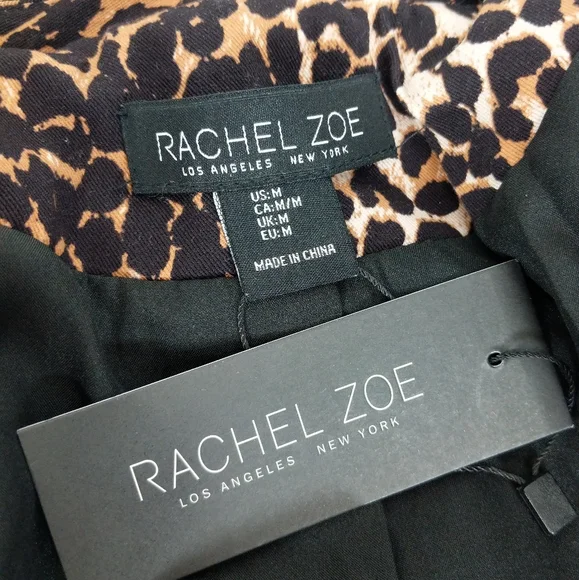 RACHEL ZOE
LOS ANGELES NEW YORK
US:M
CA:M/M
UK:M
EU:M
MADE IN CHINA
RACHEL ZOE
LOS ANGELES NEW YORK